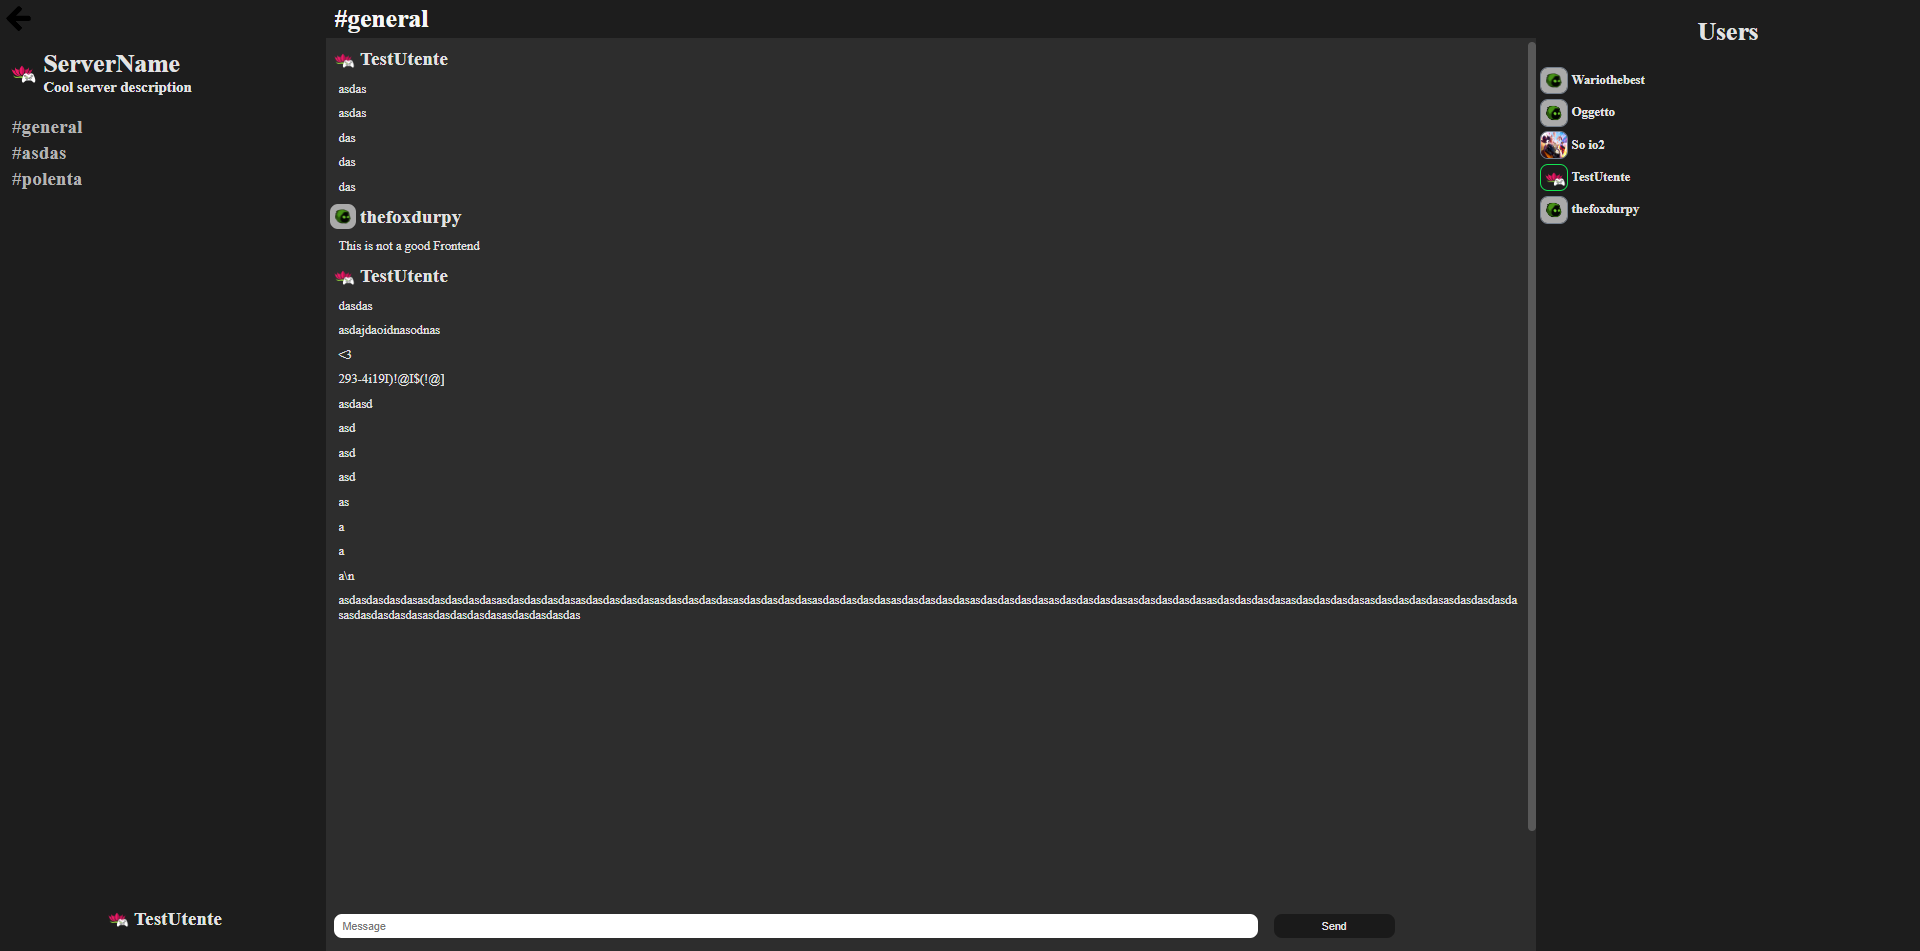 ServerName
Cool server description
#general
#asdas
#polenta
TestUtente
#general
TestUtente
asdas
asdas
das
das
das
thefoxdurpy
This is not a good Frontend
TestUtente
dasdas
asdajdaoidnasodnas
<3
293-4i19I)!@I$(!@]
asdasd
asd
asd
asd
as
a
a
a\n
Message
Send
Users
Wariothebest
Oggetto
So io2
TestUtente
thefoxdurpy